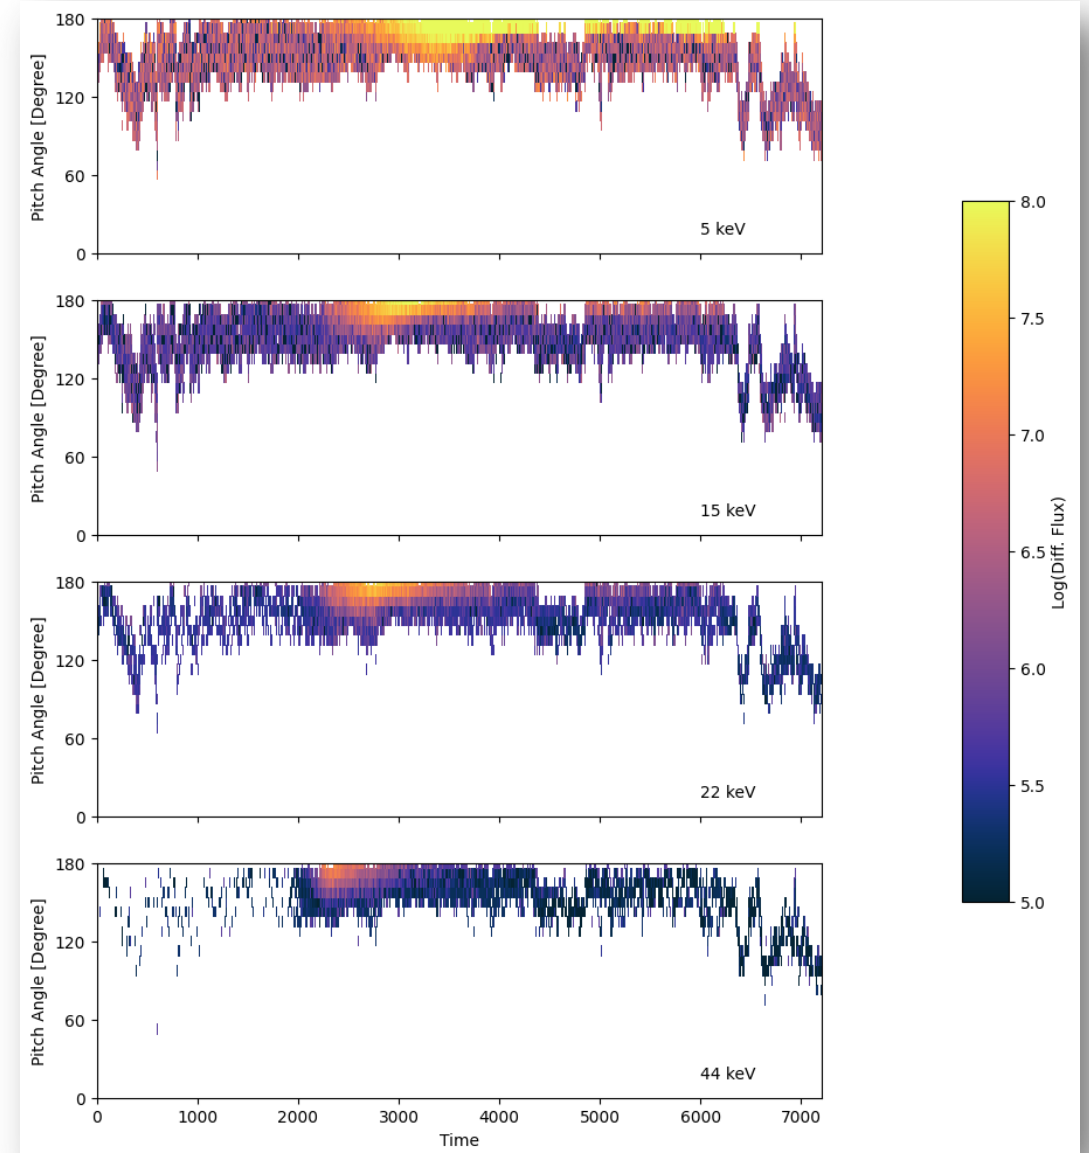 180
120
60
0
Pitch Angle [Degree]
5 keV
180
120
60
0
Pitch Angle [Degree]
15 keV
180
120
60
0
Pitch Angle [Degree]
22 keV
180
120
60
0
Pitch Angle [Degree]
44 keV
0 1000 2000 3000 4000 5000 6000 7000
Time
8.0
7.5
7.0
6.5
6.0
5.5
5.0
Log(Diff. Flux)